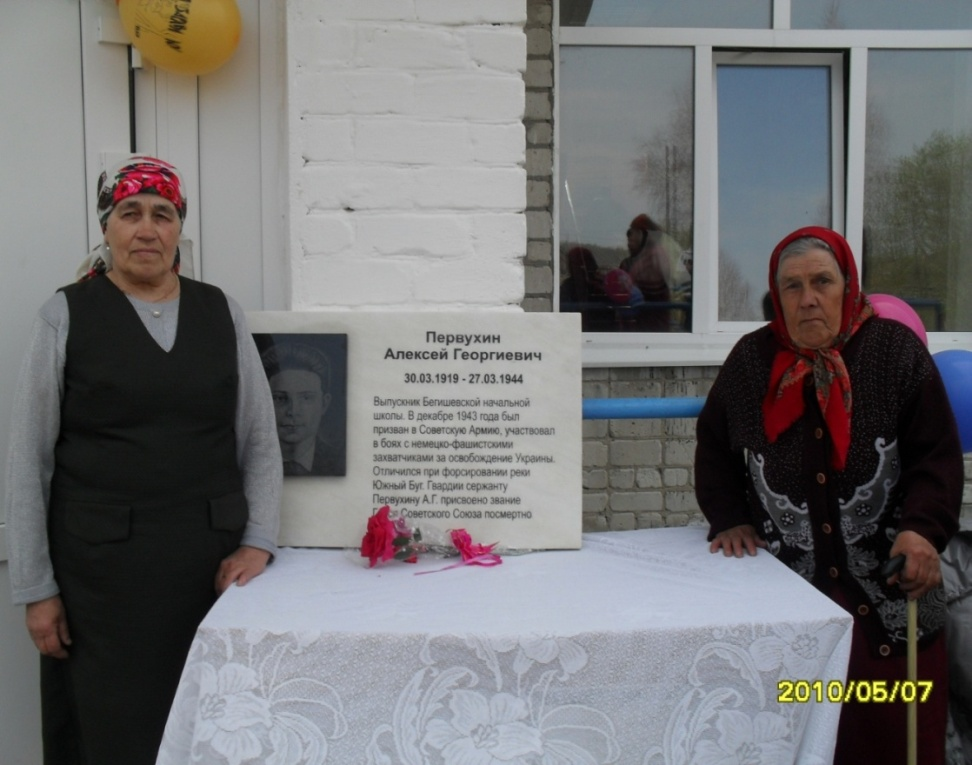 Первухин
Алексей Георгиевич
30.03.1919 - 27.03.1944
Выпускник Бегишевской начальной
школы. В декабре 1943 года был
призван в Советскую Армию, участвовал
в боях с немецко-фашистскими
захватчиками за освобождение Украины.
Отличился при форсировании реки
Южный Буг. Гвардии сержанту
Первухину А.Г. присвоено звание
Советского Союза посмертно
2010/05/07